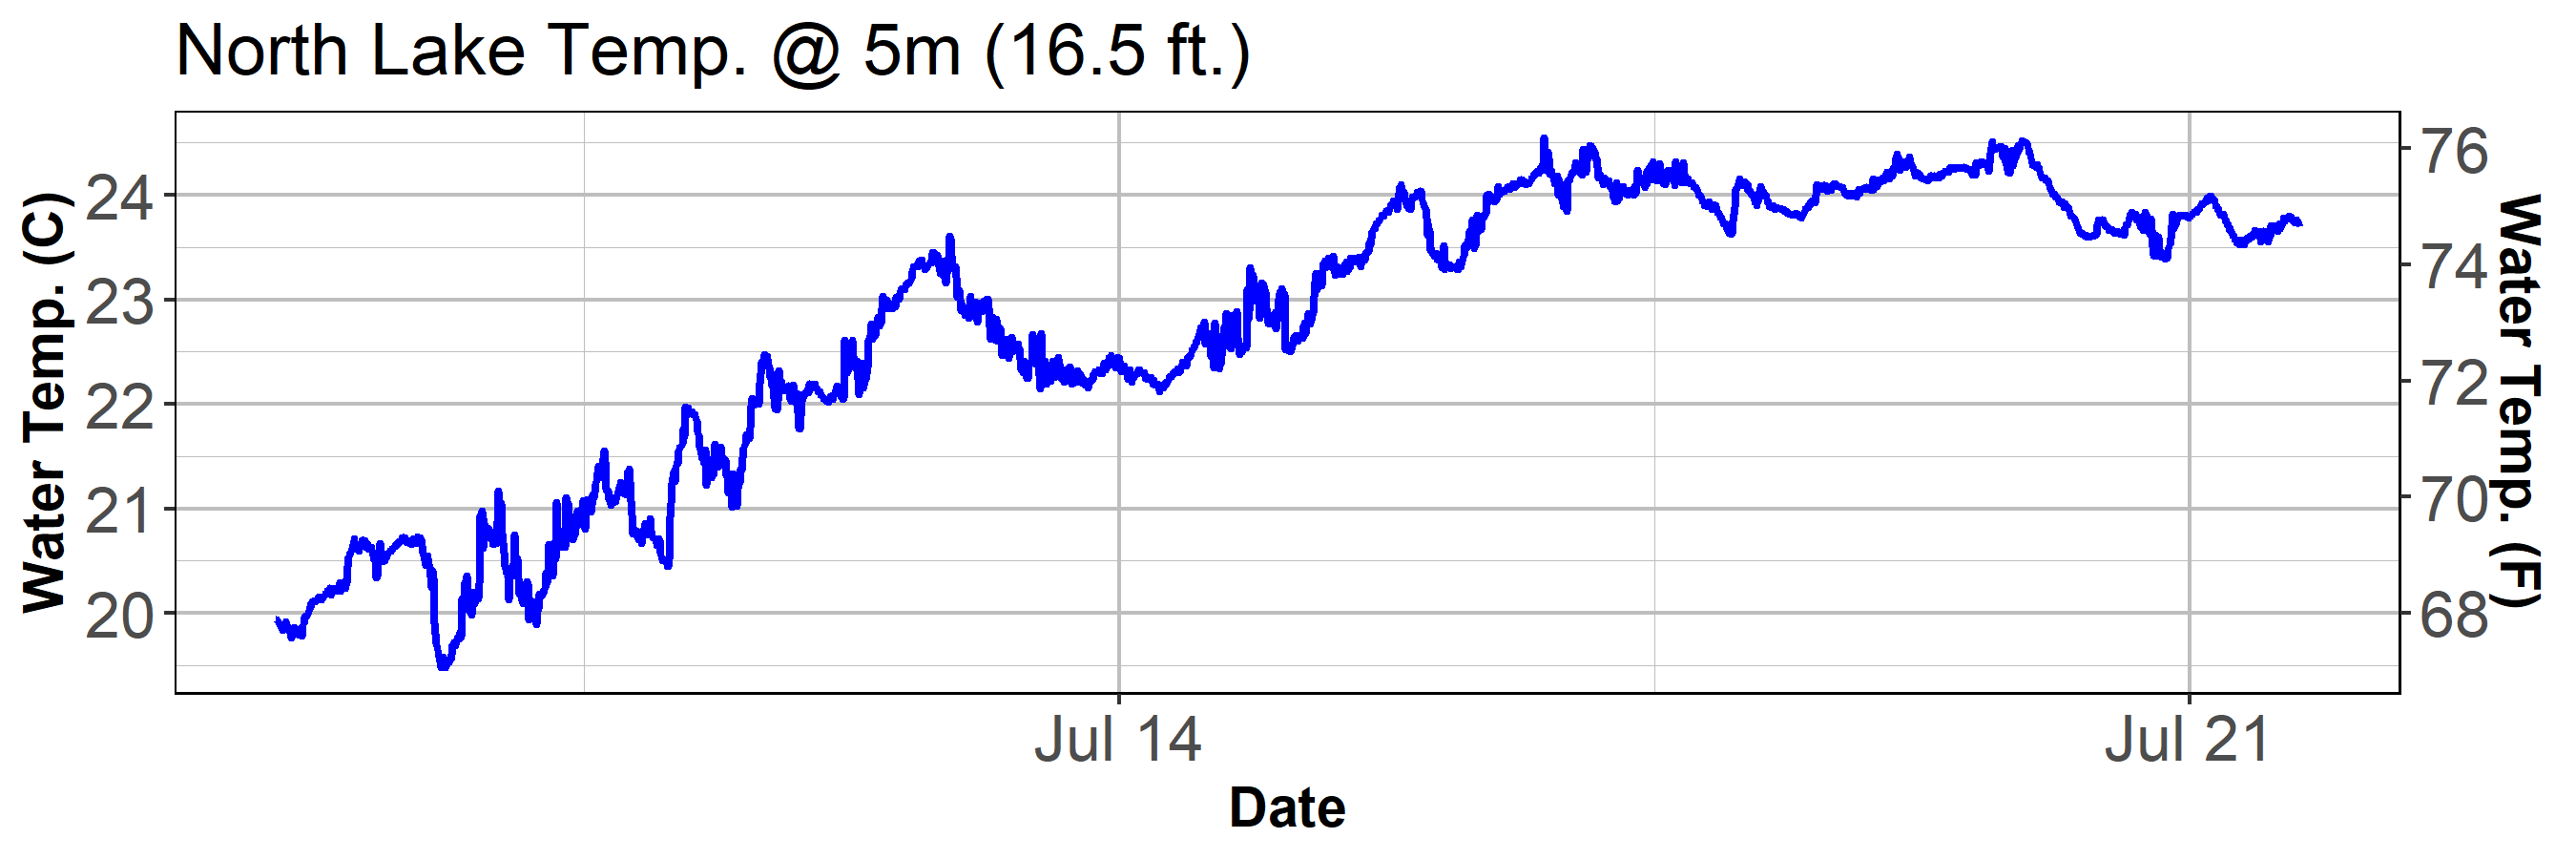 North Lake Temp. @ 5m (16.5 ft.)
Water Temp. (C)
24
23
22
21
20
76
74
72
70
68
Water Temp. (F)
Jul 14
Jul 21
Date